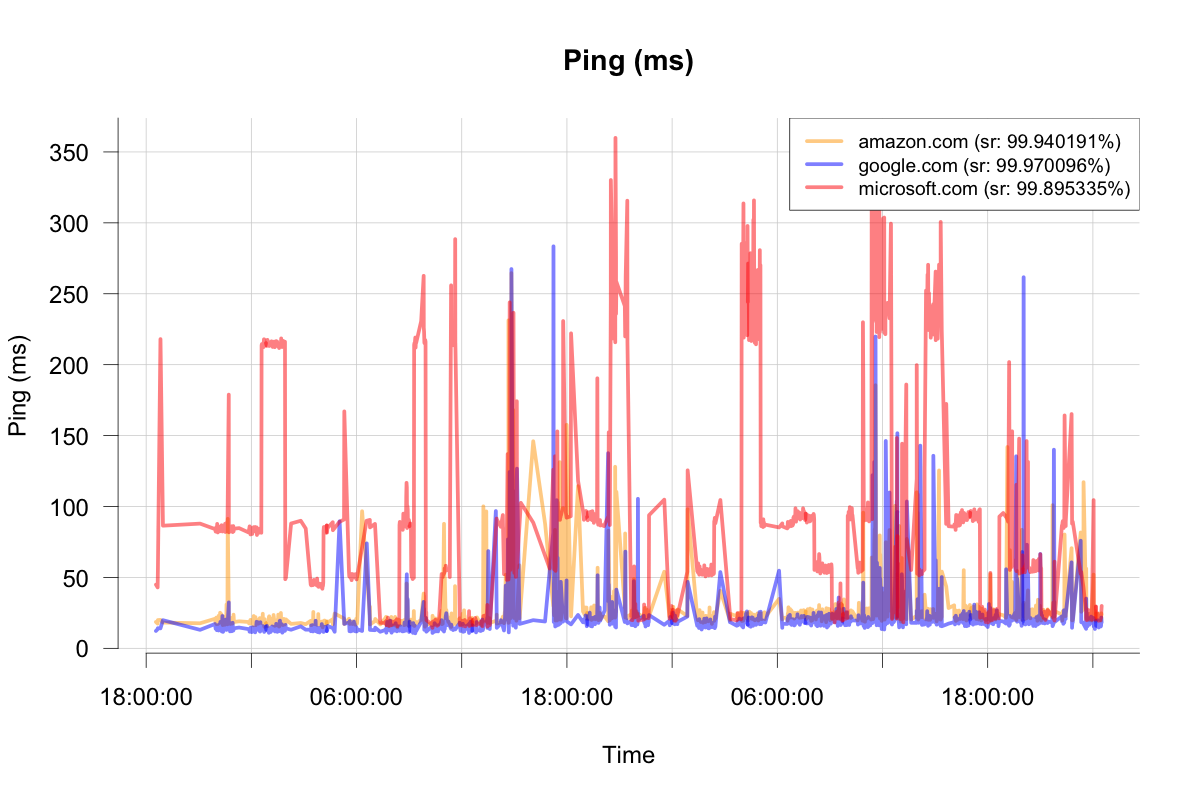 Ping (ms)
amazon.com (sr: 99.940191%)
google.com (sr: 99.970096%)
microsoft.com (sr: 99.895335%)
350
300
250
200
150
100
50
0
Ping (ms)
18:00:00 06:00:00 18:00:00 06:00:00 18:00:00
Time